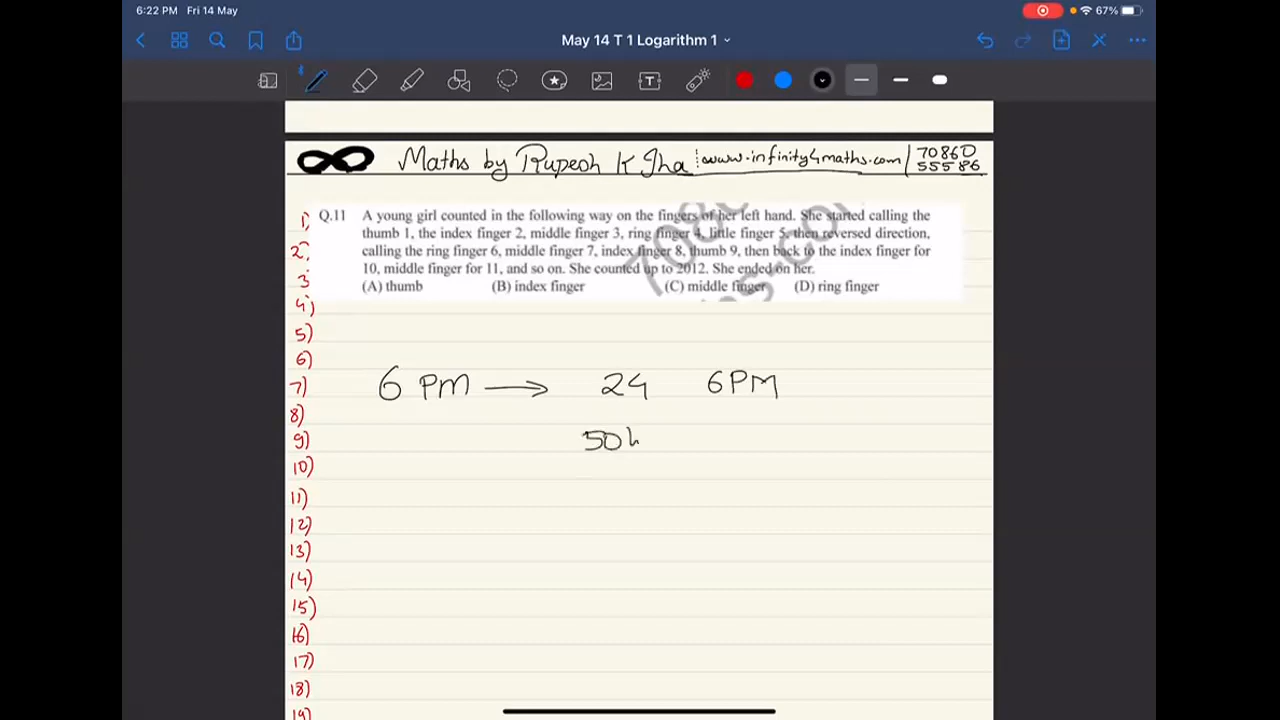 6:22 PM Fri 14 May
67%
May 14 T 1 Logarithm 1
Maths by Rupesh K Jha www.infinity4maths.com 70860 55586
Q.11 A young girl counted in the following way on the fingers of her left hand. She started calling the
thumb 1, the index finger 2, middle finger 3, ring finger 4, little finger 5, then reversed direction,
calling the ring finger 6, middle finger 7, index finger 8, thumb 9, then back to the index finger for
10, middle finger for 11, and so on. She counted up to 2012. She ended on her.
(A) thumb (B) index finger (C) middle finger (D) ring finger
1)
2)
3)
4)
5)
6)
7)
8)
9)
10)
11)
12)
13)
14)
15)
16)
17)
18)
19)
6 PM → 24 6PM
50h